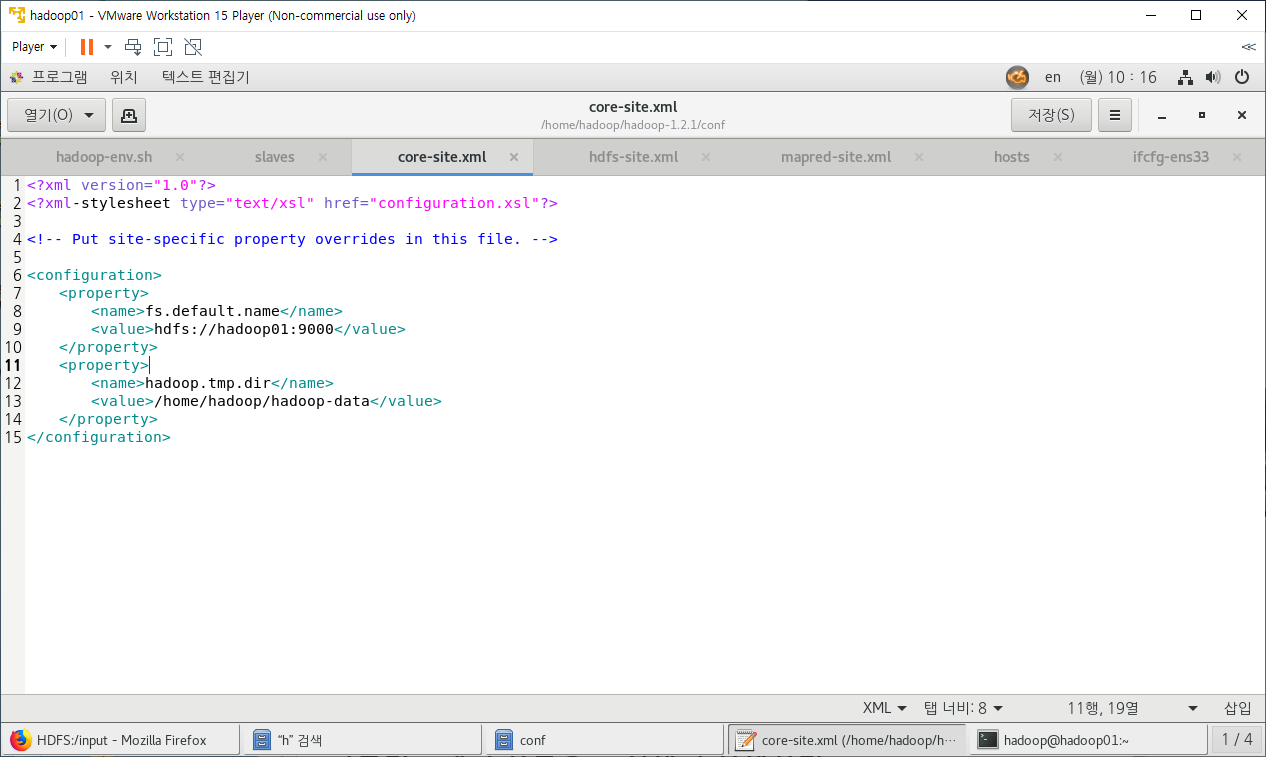 hadoop01 - VMware Workstation 15 Player (Non-commercial use only)
Player
프로그램 위치 텍스트 편집기 en (월) 10 : 16
열기(O) core-site.xml 저장(S)
/home/hadoop/hadoop-1.2.1/conf
hadoop-env.sh slaves core-site.xml hdfs-site.xml mapred-site.xml hosts ifcfg-ens33
1 <?xml version="1.0"?>
2 <?xml-stylesheet type="text/xsl" href="configuration.xsl"?>
3
4 <!-- Put site-specific property overrides in this file. -->
5
6 <configuration>
7 <property>
8 <name>fs.default.name</name>
9 <value>hdfs://hadoop01:9000</value>
10 </property>
11 <property>
12 <name>hadoop.tmp.dir</name>
13 <value>/home/hadoop/hadoop-data</value>
14 </property>
15 </configuration>
XML 탭 너비: 8 11행, 19열 삽입
HDFS:/input - Mozilla Firefox "h" 검색 conf core-site.xml (/home/hadoop/h… hadoop@hadoop01:~ 1 / 4